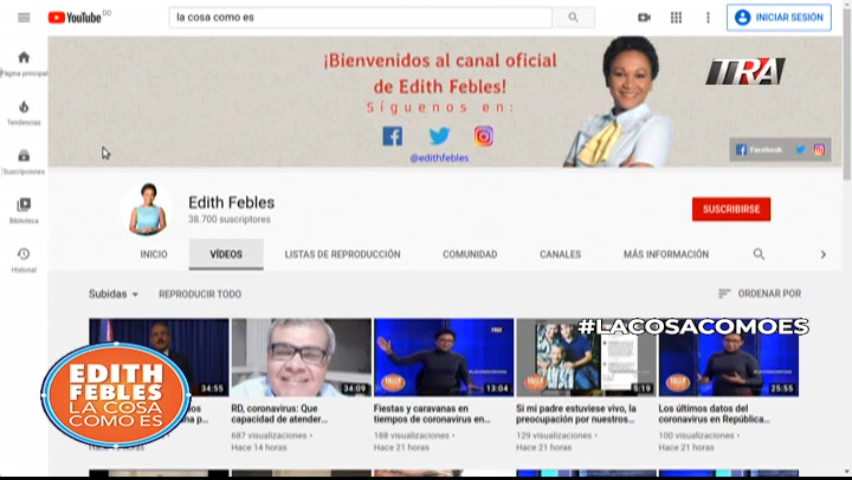 YouTube DO
la cosa como es
INICIAR SESIÓN
Página principal
Tendencias
Suscripciones
Biblioteca
Historial
¡Bienvenidos al canal oficial
de Edith Febles!
Síguenos en:
@edithfebles
TRA
Facebook
Edith Febles
38.700 suscriptores
SUSCRIBIRSE
INICIO
VÍDEOS
LISTAS DE REPRODUCCIÓN
COMUNIDAD
CANALES
MÁS INFORMACIÓN
Subidas
REPRODUCIR TODO
ORDENAR POR
#LACOSACOMOES
34:55
34:09
TRA
13:04
5:19
25:55
EDITH
FEBLES
LA COSA
COMO ES
RD, coronavirus: Que
capacidad de atender...
687 visualizaciones •
Hace 14 horas
Fiestas y caravanas en
tiempos de coronavirus en...
188 visualizaciones •
Hace 21 horas
Si mi padre estuviese vivo, la
preocupación por nuestros...
129 visualizaciones •
Hace 21 horas
Los últimos datos del
coronavirus en Repúblic...
100 visualizaciones •
Hace 21 horas